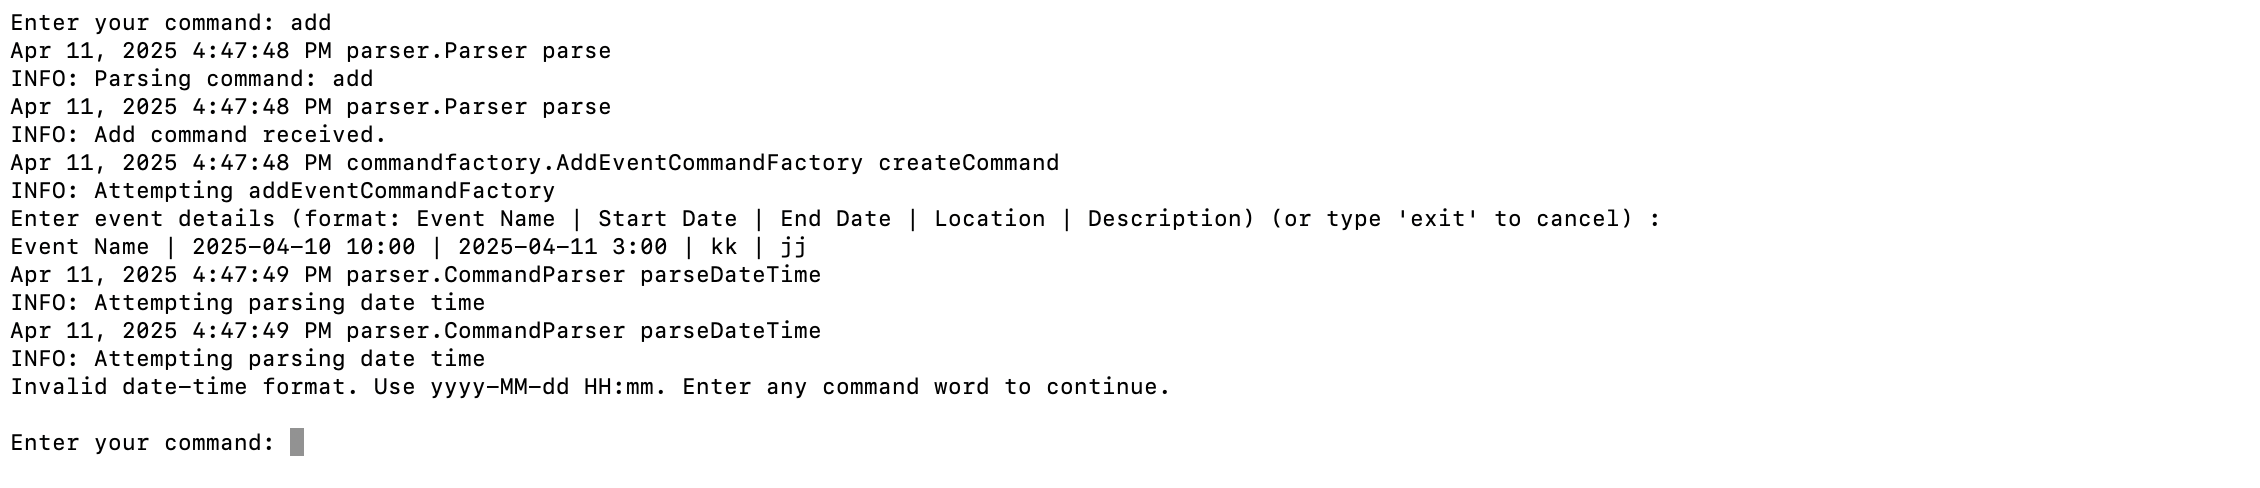 Enter your command: add
Apr 11, 2025 4:47:48 PM parser.Parser parse
INFO: Parsing command: add
Apr 11, 2025 4:47:48 PM parser.Parser parse
INFO: Add command received.
Apr 11, 2025 4:47:48 PM commandfactory.AddEventCommandFactory createCommand
INFO: Attempting addEventCommandFactory
Enter event details (format: Event Name | Start Date | End Date | Location | Description) (or type 'exit' to cancel) :
Event Name | 2025-04-10 10:00 | 2025-04-11 3:00 | kk | jj
Apr 11, 2025 4:47:49 PM parser.CommandParser parseDateTime
INFO: Attempting parsing date time
Apr 11, 2025 4:47:49 PM parser.CommandParser parseDateTime
INFO: Attempting parsing date time
Invalid date-time format. Use yyyy-MM-dd HH:mm. Enter any command word to continue.
Enter your command: